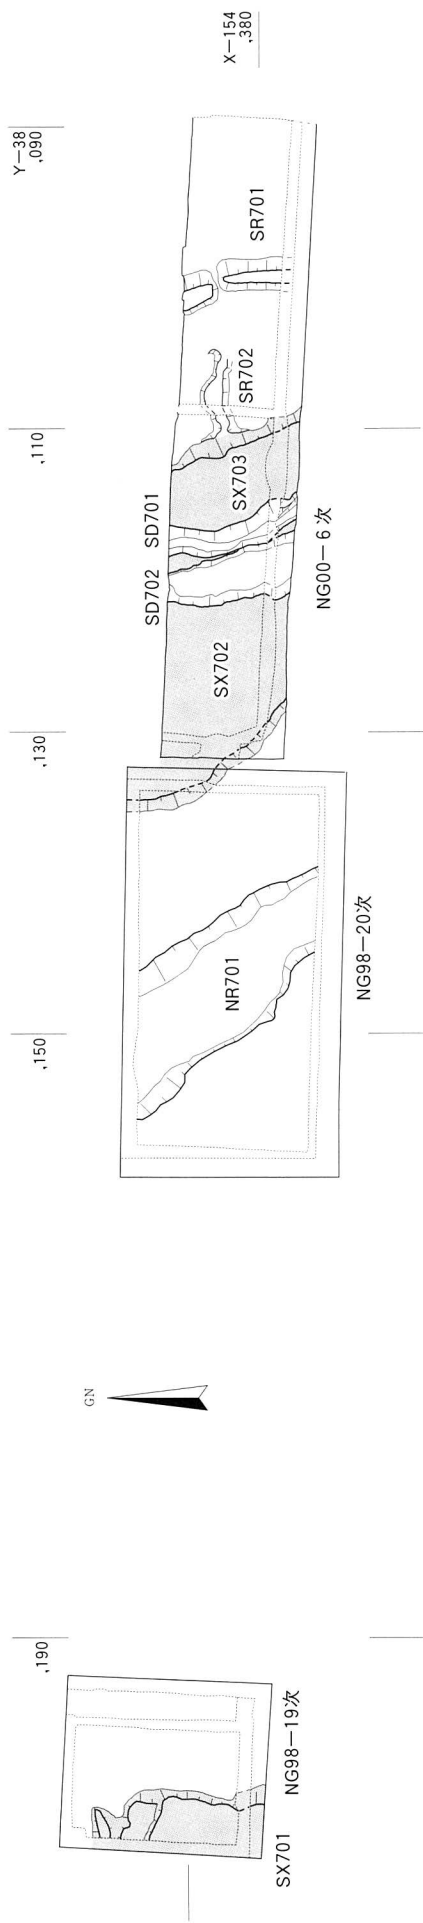 X−154
,380
Y−38
,090
SR701
SR702
,110
SX703
SD701
SD702
NG00−6次
SX702
,130
NG98−20次
NR701
,150
GN
,190
NG98−19次
SX701